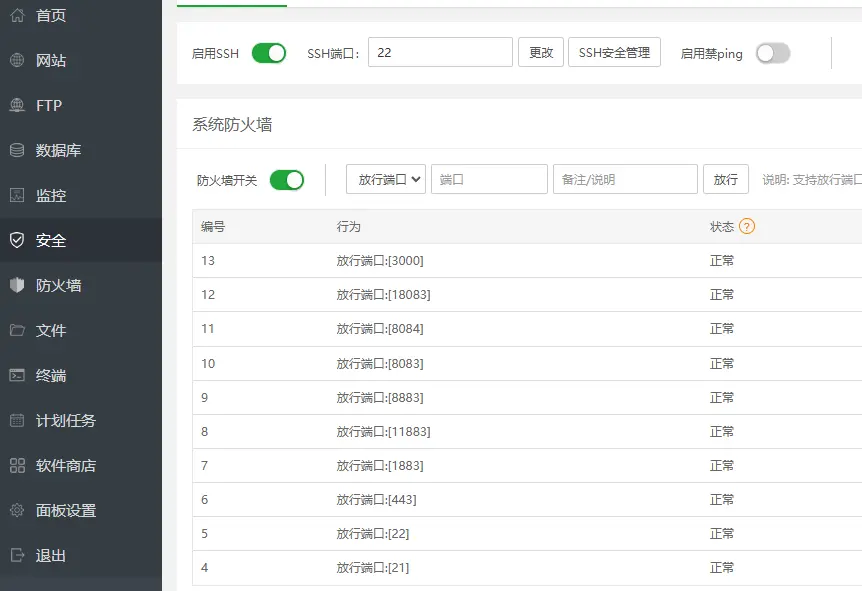 首页
网站
FTP
数据库
监控
安全
防火墙
文件
终端
计划任务
软件商店
面板设置
退出
启用SSH SSH端口: 22 更改 SSH安全管理 启用禁ping
系统防火墙
防火墙开关 放行端口 端口 备注/说明 放行 说明: 支持放行端口
编号 行为 状态 ?
13 放行端口:[3000] 正常
12 放行端口:[18083] 正常
11 放行端口:[8084] 正常
10 放行端口:[8083] 正常
9 放行端口:[8883] 正常
8 放行端口:[11883] 正常
7 放行端口:[1883] 正常
6 放行端口:[443] 正常
5 放行端口:[22] 正常
4 放行端口:[21] 正常